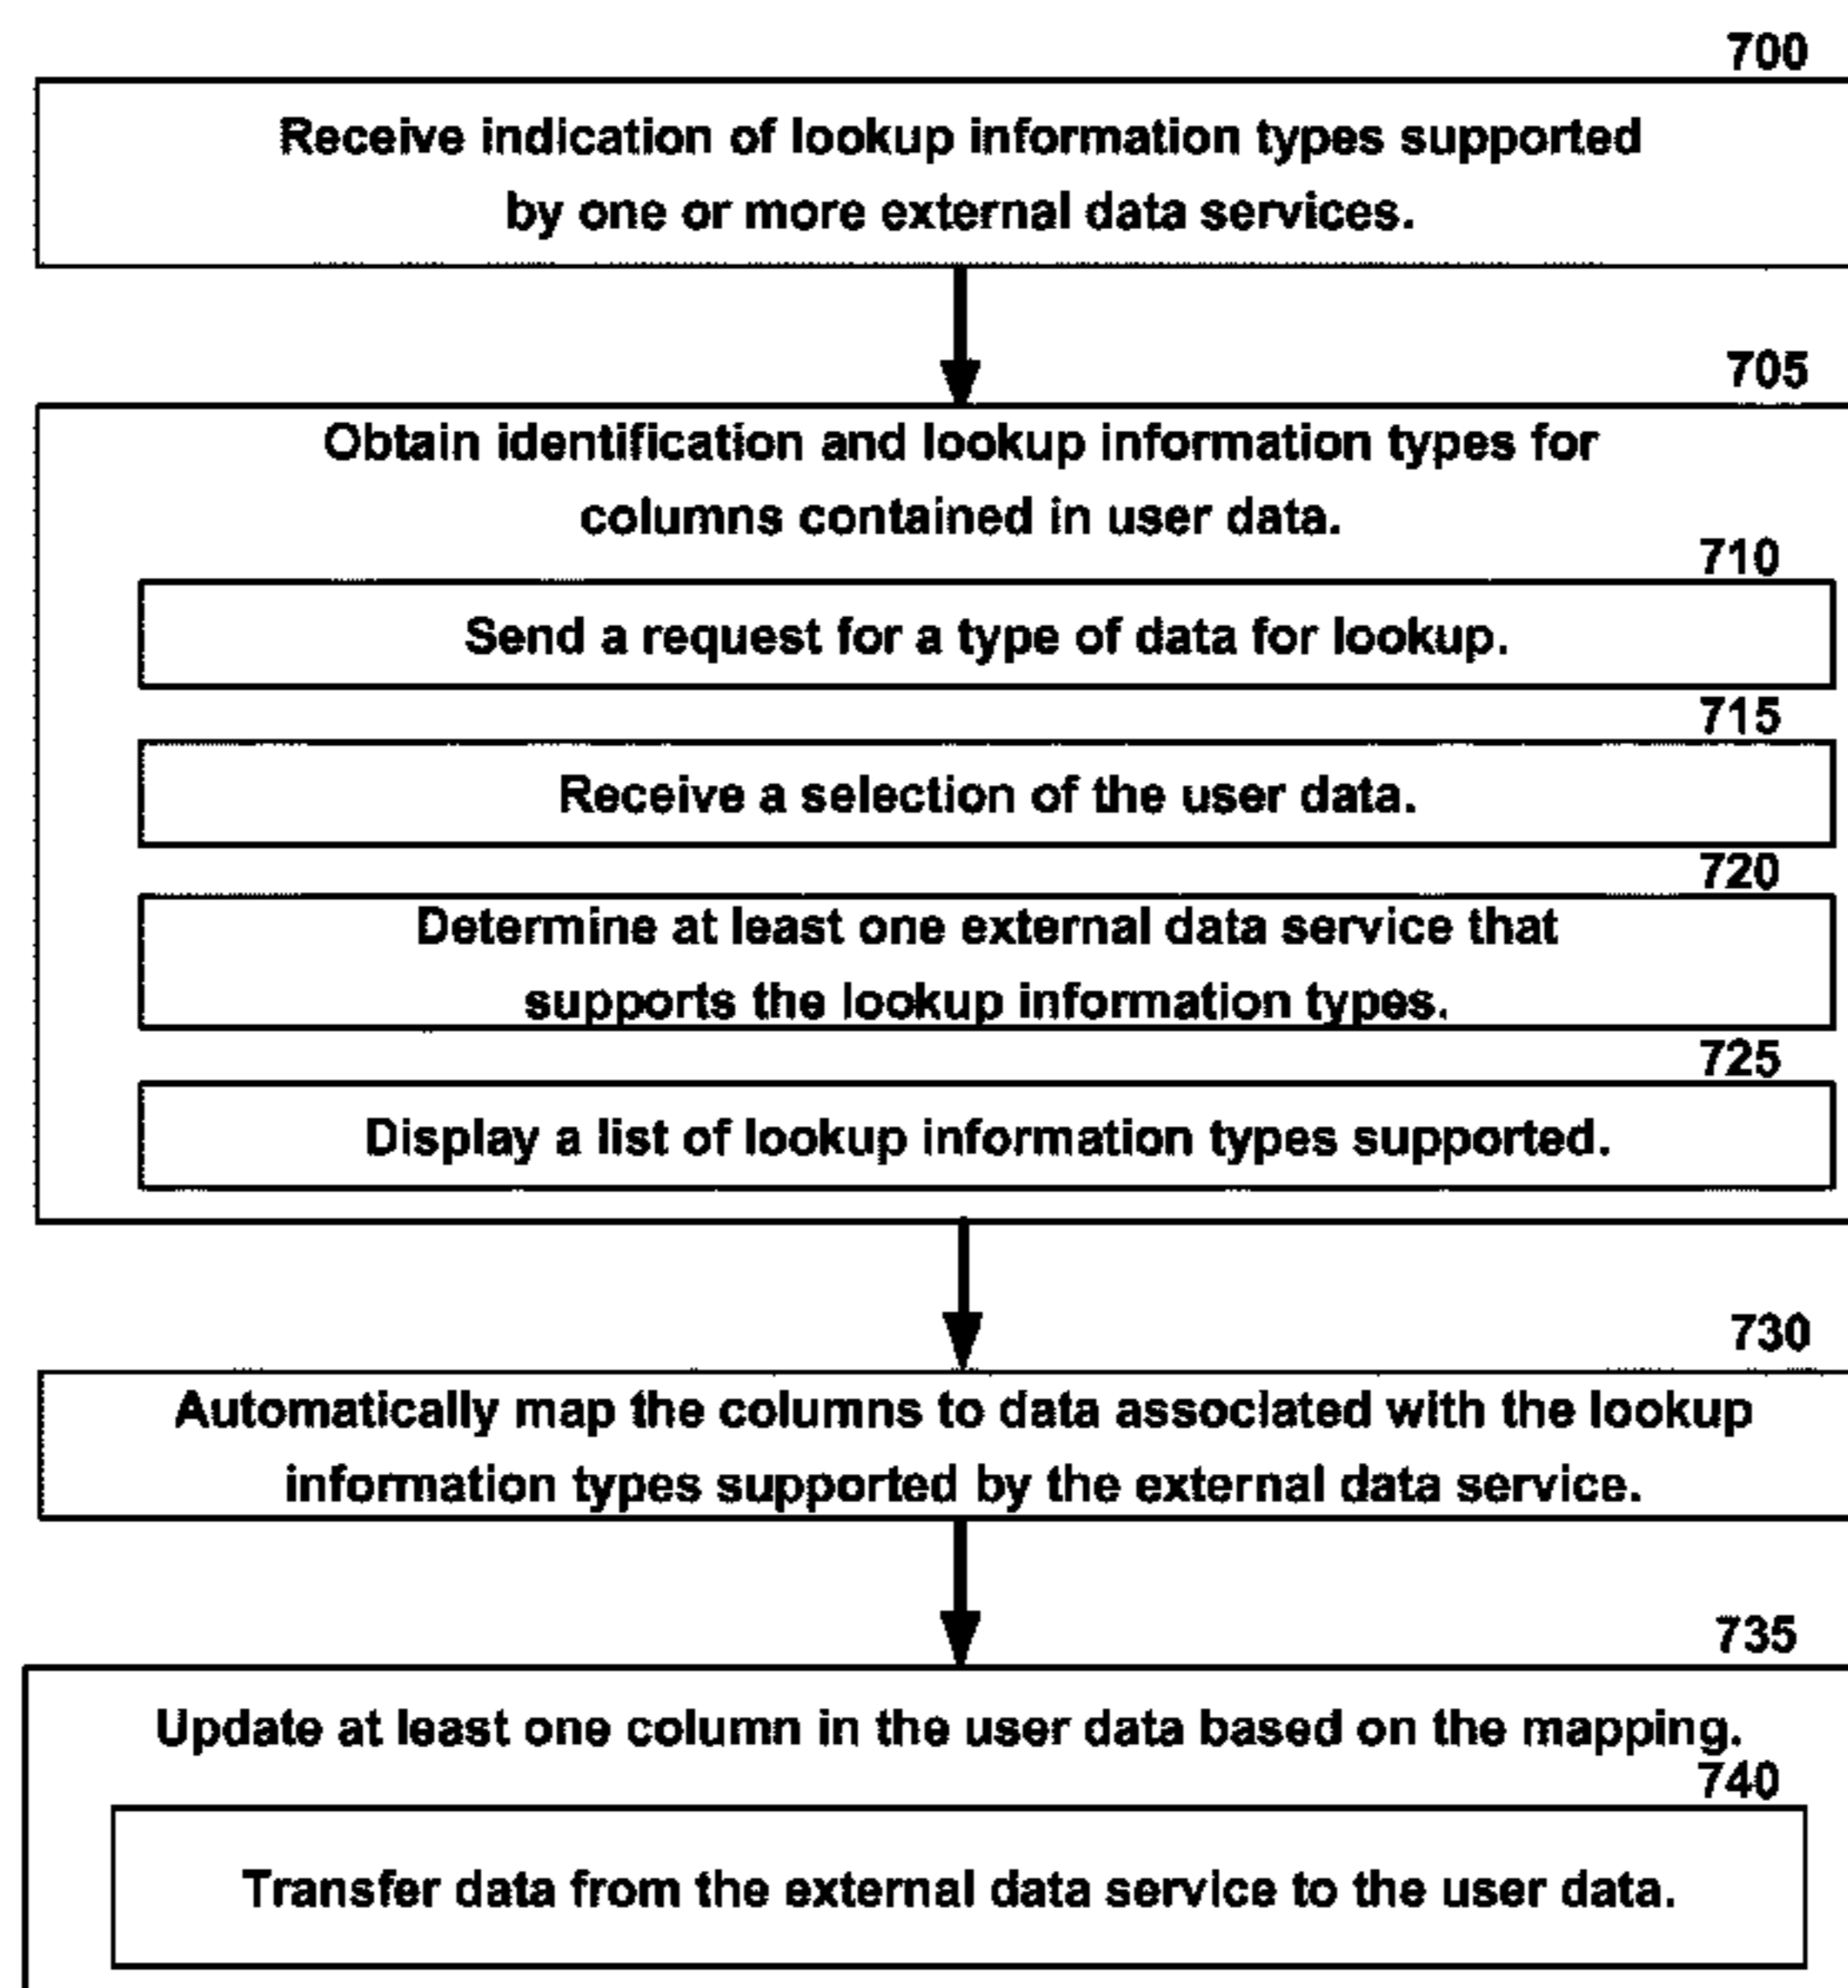 700
Receive indication of lookup information types supported
by one or more external data services.
705
Obtain identification and lookup information types for
columns contained in user data.
710
Send a request for a type of data for lookup.
715
Receive a selection of the user data.
720
Determine at least one external data service that
supports the lookup information types.
725
Display a list of lookup information types supported.
730
Automatically map the columns to data associated with the lookup
information types supported by the external data service.
735
Update at least one column in the user data based on the mapping.
740
Transfer data from the external data service to the user data.